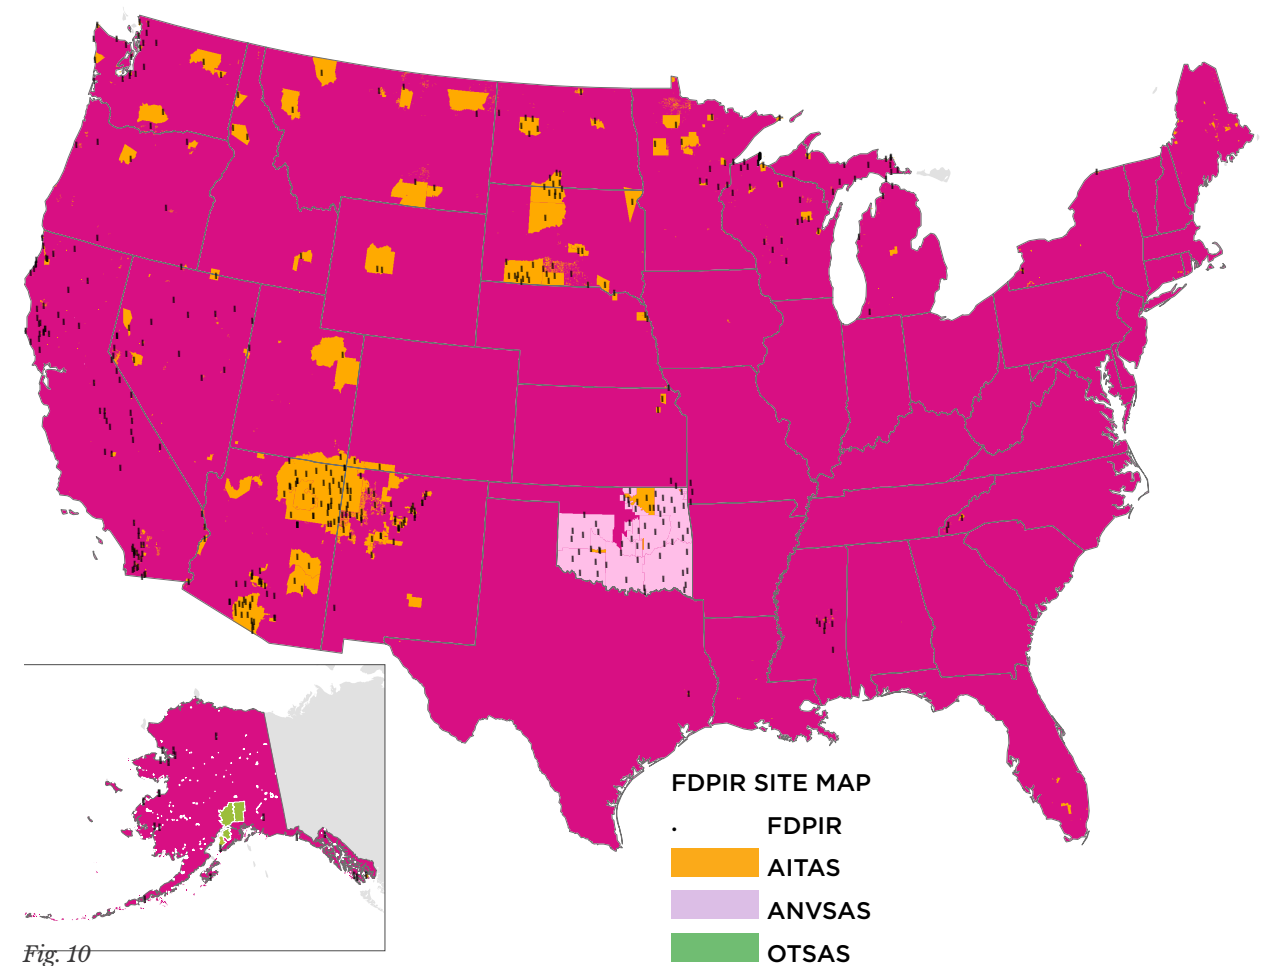 FDPIR SITE MAP
. FDPIR
AITAS
ANVSAS
OTSAS
Fig. 10